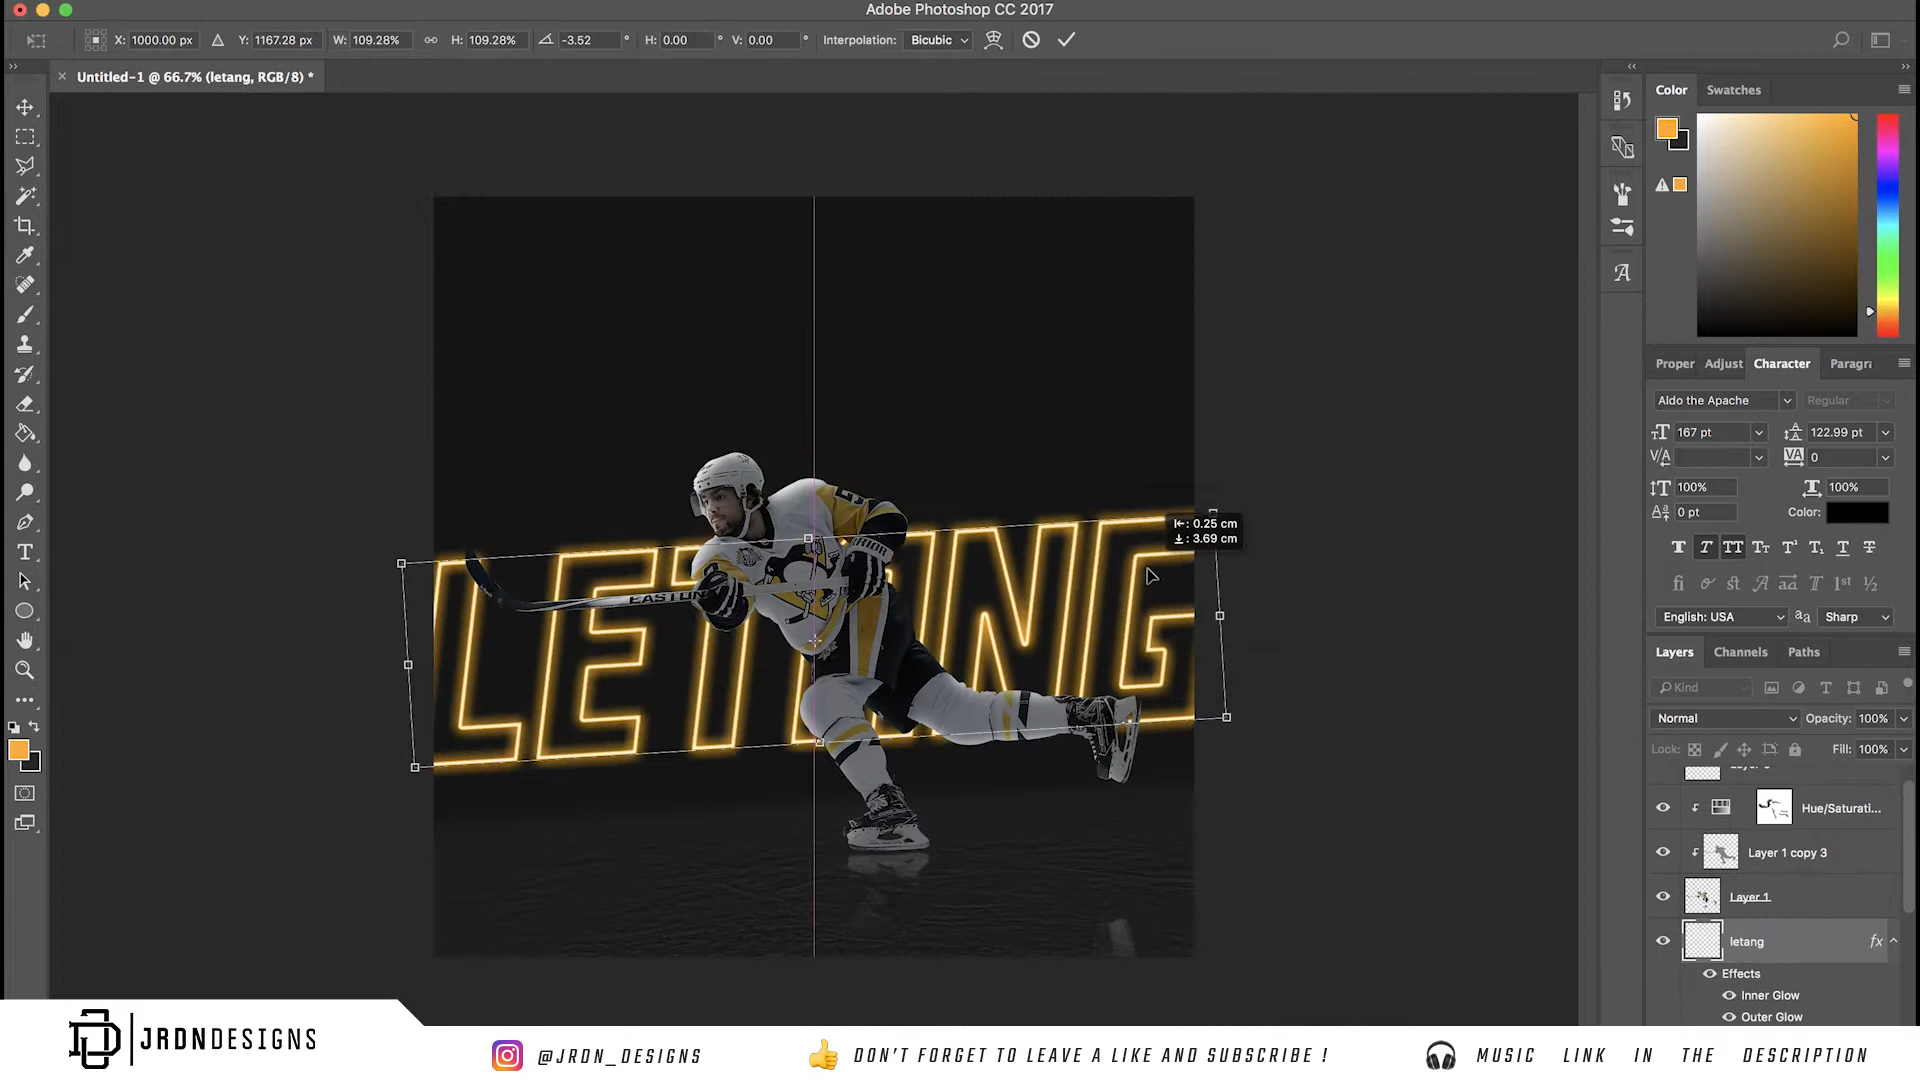 Adobe Photoshop CC 2017
X: 1000.00 px Y: 1167.28 px W: 109.28% H: 109.28% -3.52 ° H: 0.00 ° V: 0.00 ° Interpolation: Bicubic
Untitled-1 @ 66.7% (letang, RGB/8) *
Color Swatches
Proper Adjust Character Paragr
Aldo the Apache Regular
167 pt 122.99 pt
0
100% 100%
0 pt Color:
English: USA Sharp
Layers Channels Paths
Kind
Normal Opacity: 100%
Lock: Fill: 100%
Hue/Saturati...
Layer 1 copy 3
Layer 1
letang fx
Effects
Inner Glow
Outer Glow
: 0.25 cm
: 3.69 cm
LETANG
EASTON
JRDNDESIGNS
@JRDN_DESIGNS
DON'T FORGET TO LEAVE A LIKE AND SUBSCRIBE !
MUSIC LINK IN THE DESCRIPTION